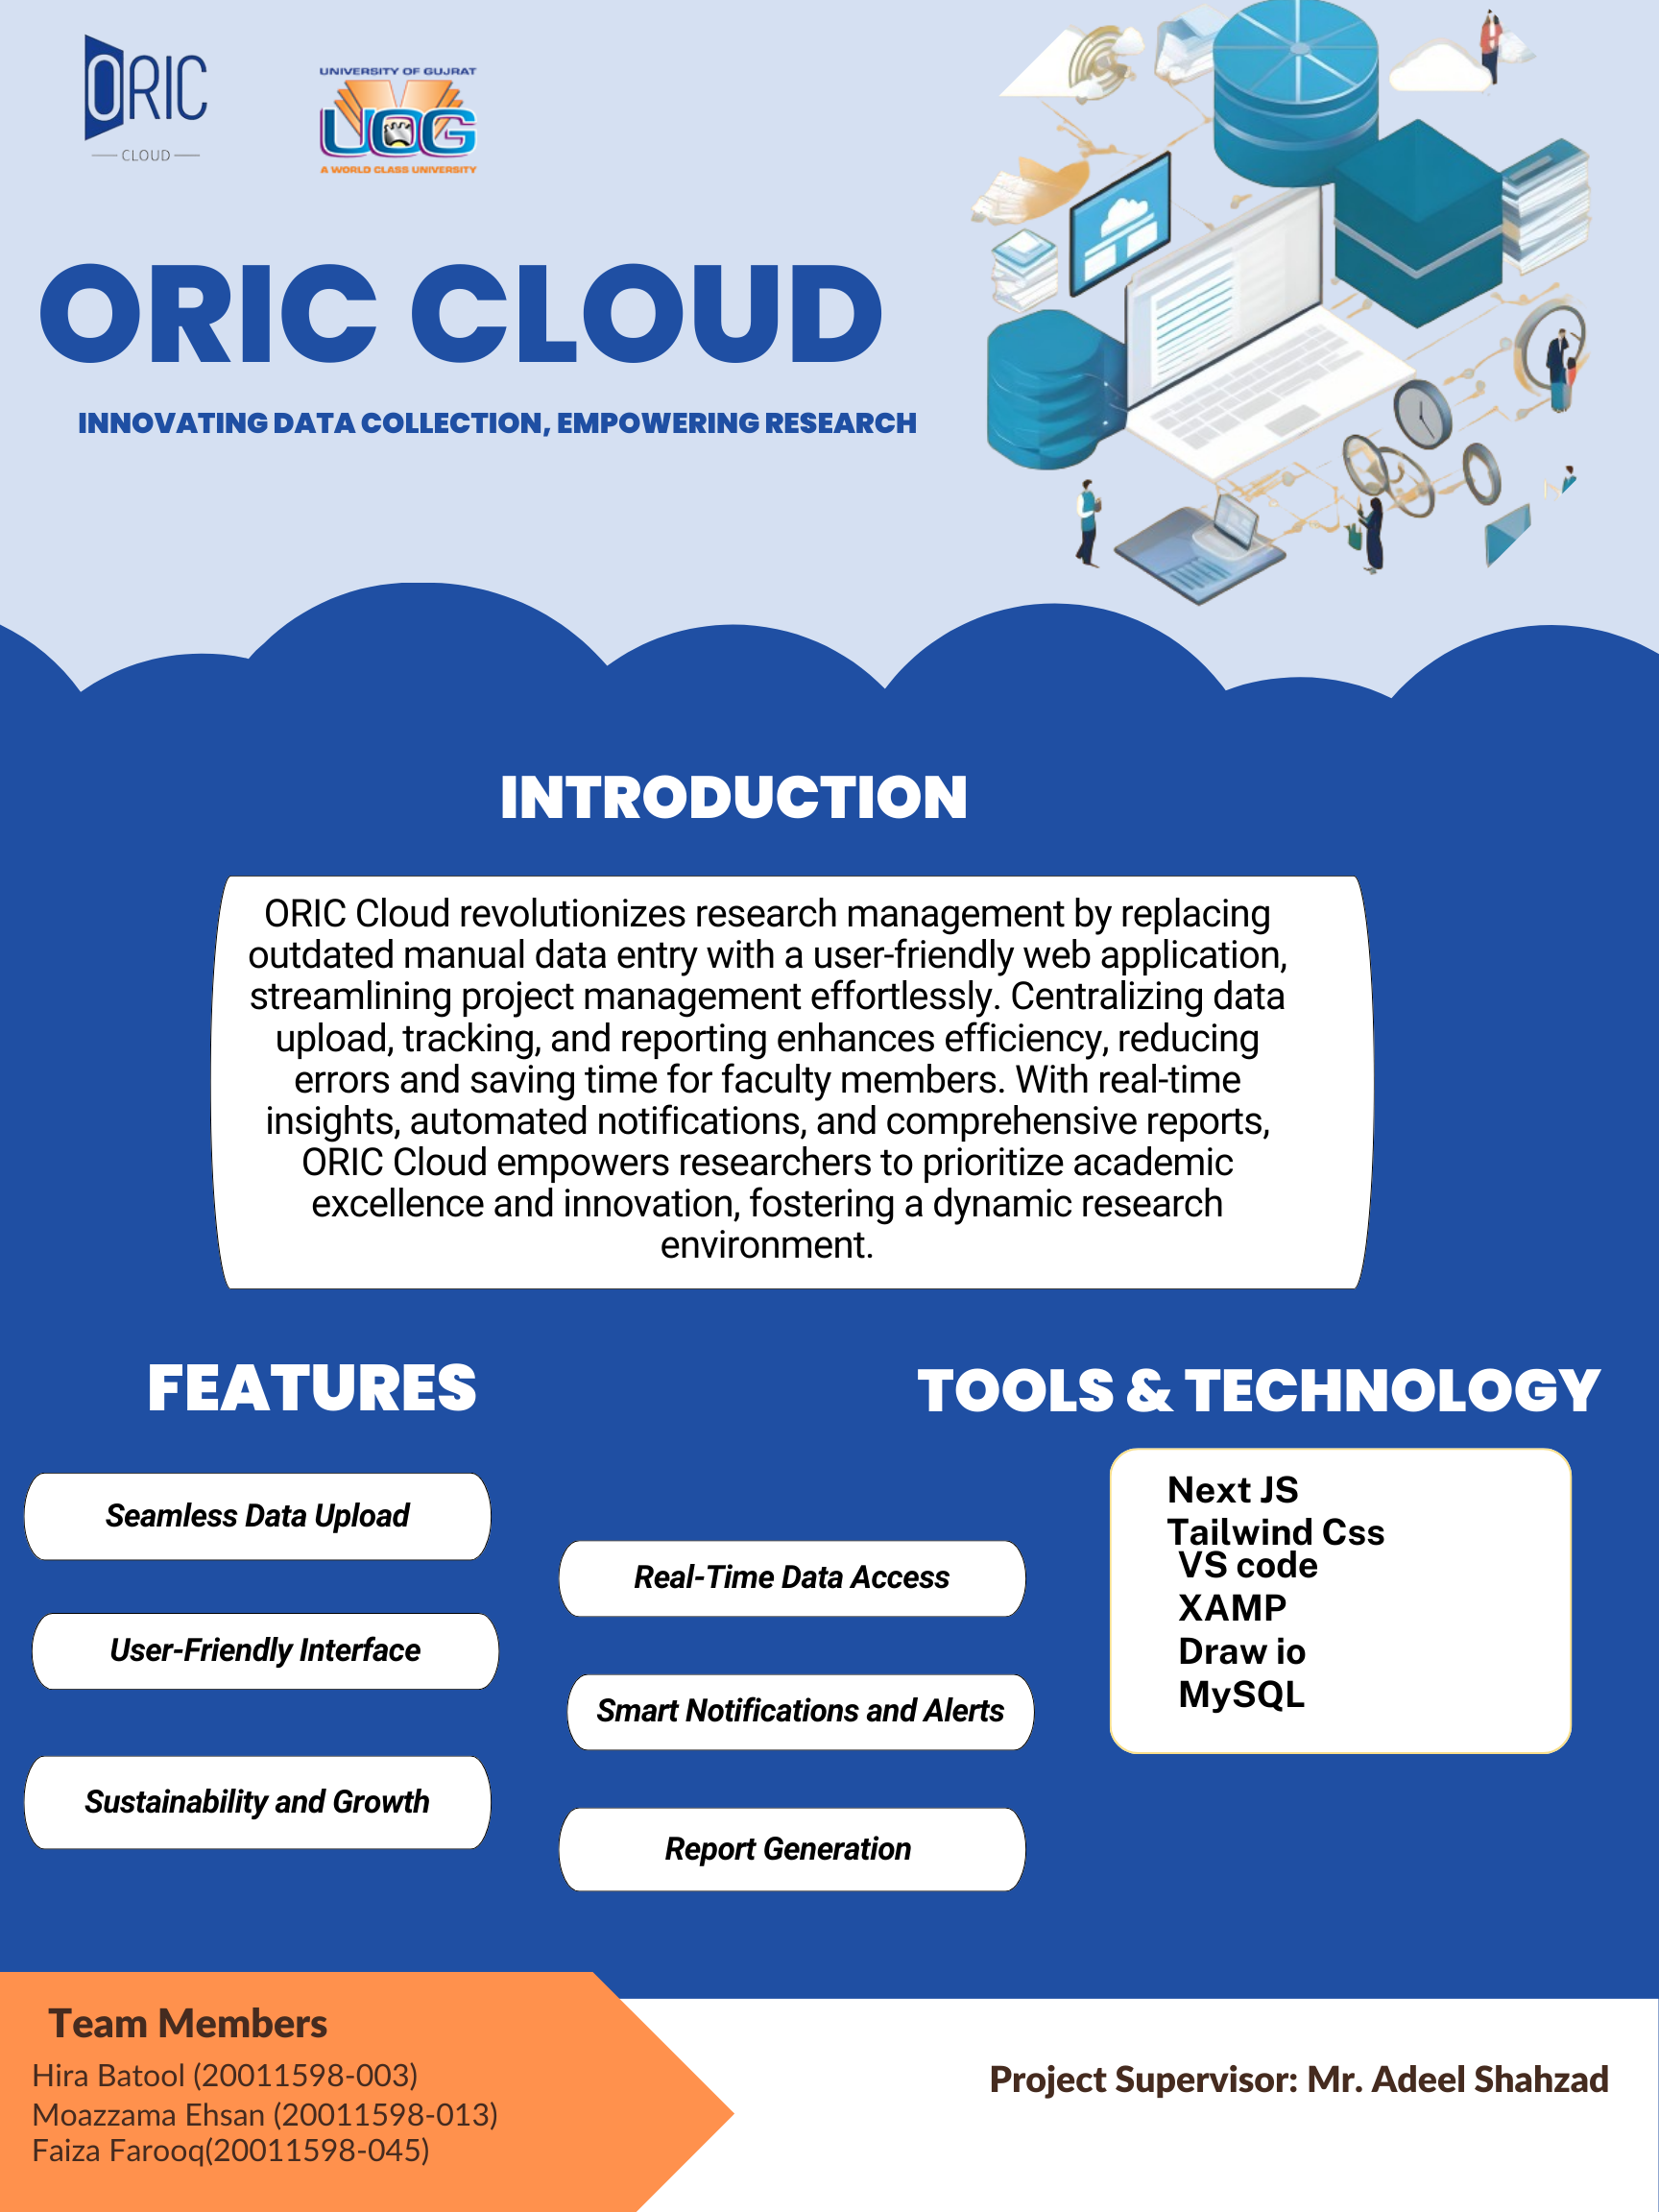 ORIC
CLOUD
UNIVERSITY OF GUJRAT
UOG
A WORLD CLASS UNIVERSITY
ORIC CLOUD
INNOVATING DATA COLLECTION, EMPOWERING RESEARCH
INTRODUCTION
ORIC Cloud revolutionizes research management by replacing
outdated manual data entry with a user-friendly web application,
streamlining project management effortlessly. Centralizing data
upload, tracking, and reporting enhances efficiency, reducing
errors and saving time for faculty members. With real-time
insights, automated notifications, and comprehensive reports,
ORIC Cloud empowers researchers to prioritize academic
excellence and innovation, fostering a dynamic research
environment.
FEATURES
Seamless Data Upload
User-Friendly Interface
Sustainability and Growth
Real-Time Data Access
Smart Notifications and Alerts
Report Generation
TOOLS & TECHNOLOGY
Next JS
Tailwind Css
VS code
XAMP
Draw io
MySQL
Team Members
Hira Batool (20011598-003)
Moazzama Ehsan (20011598-013)
Faiza Farooq(20011598-045)
Project Supervisor: Mr. Adeel Shahzad